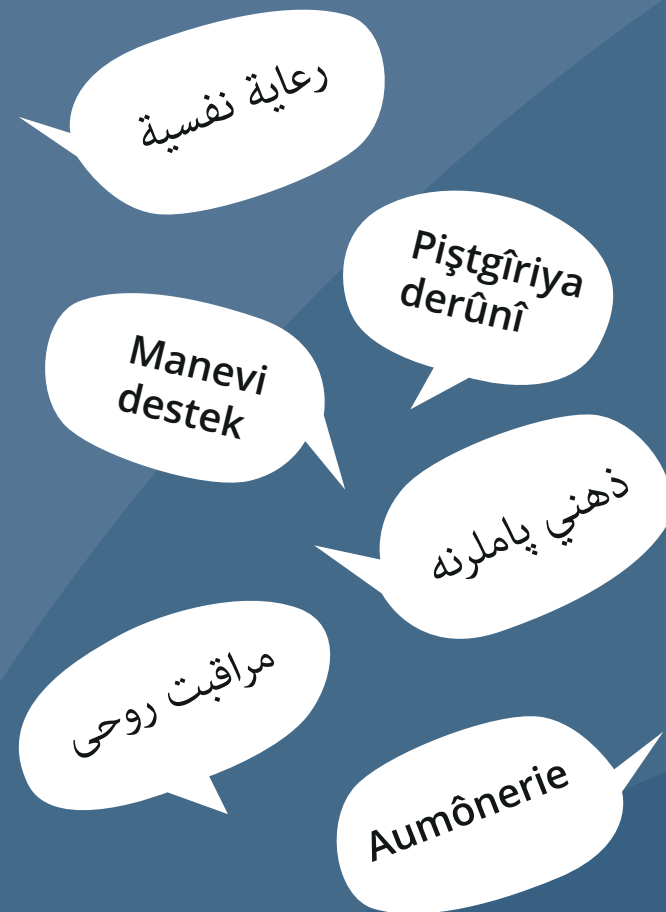 رعاية نفسية
Piştgîriya
derûnî
Manevi
destek
ذهني پاملرنه
مراقبت روحی
Aumônerie